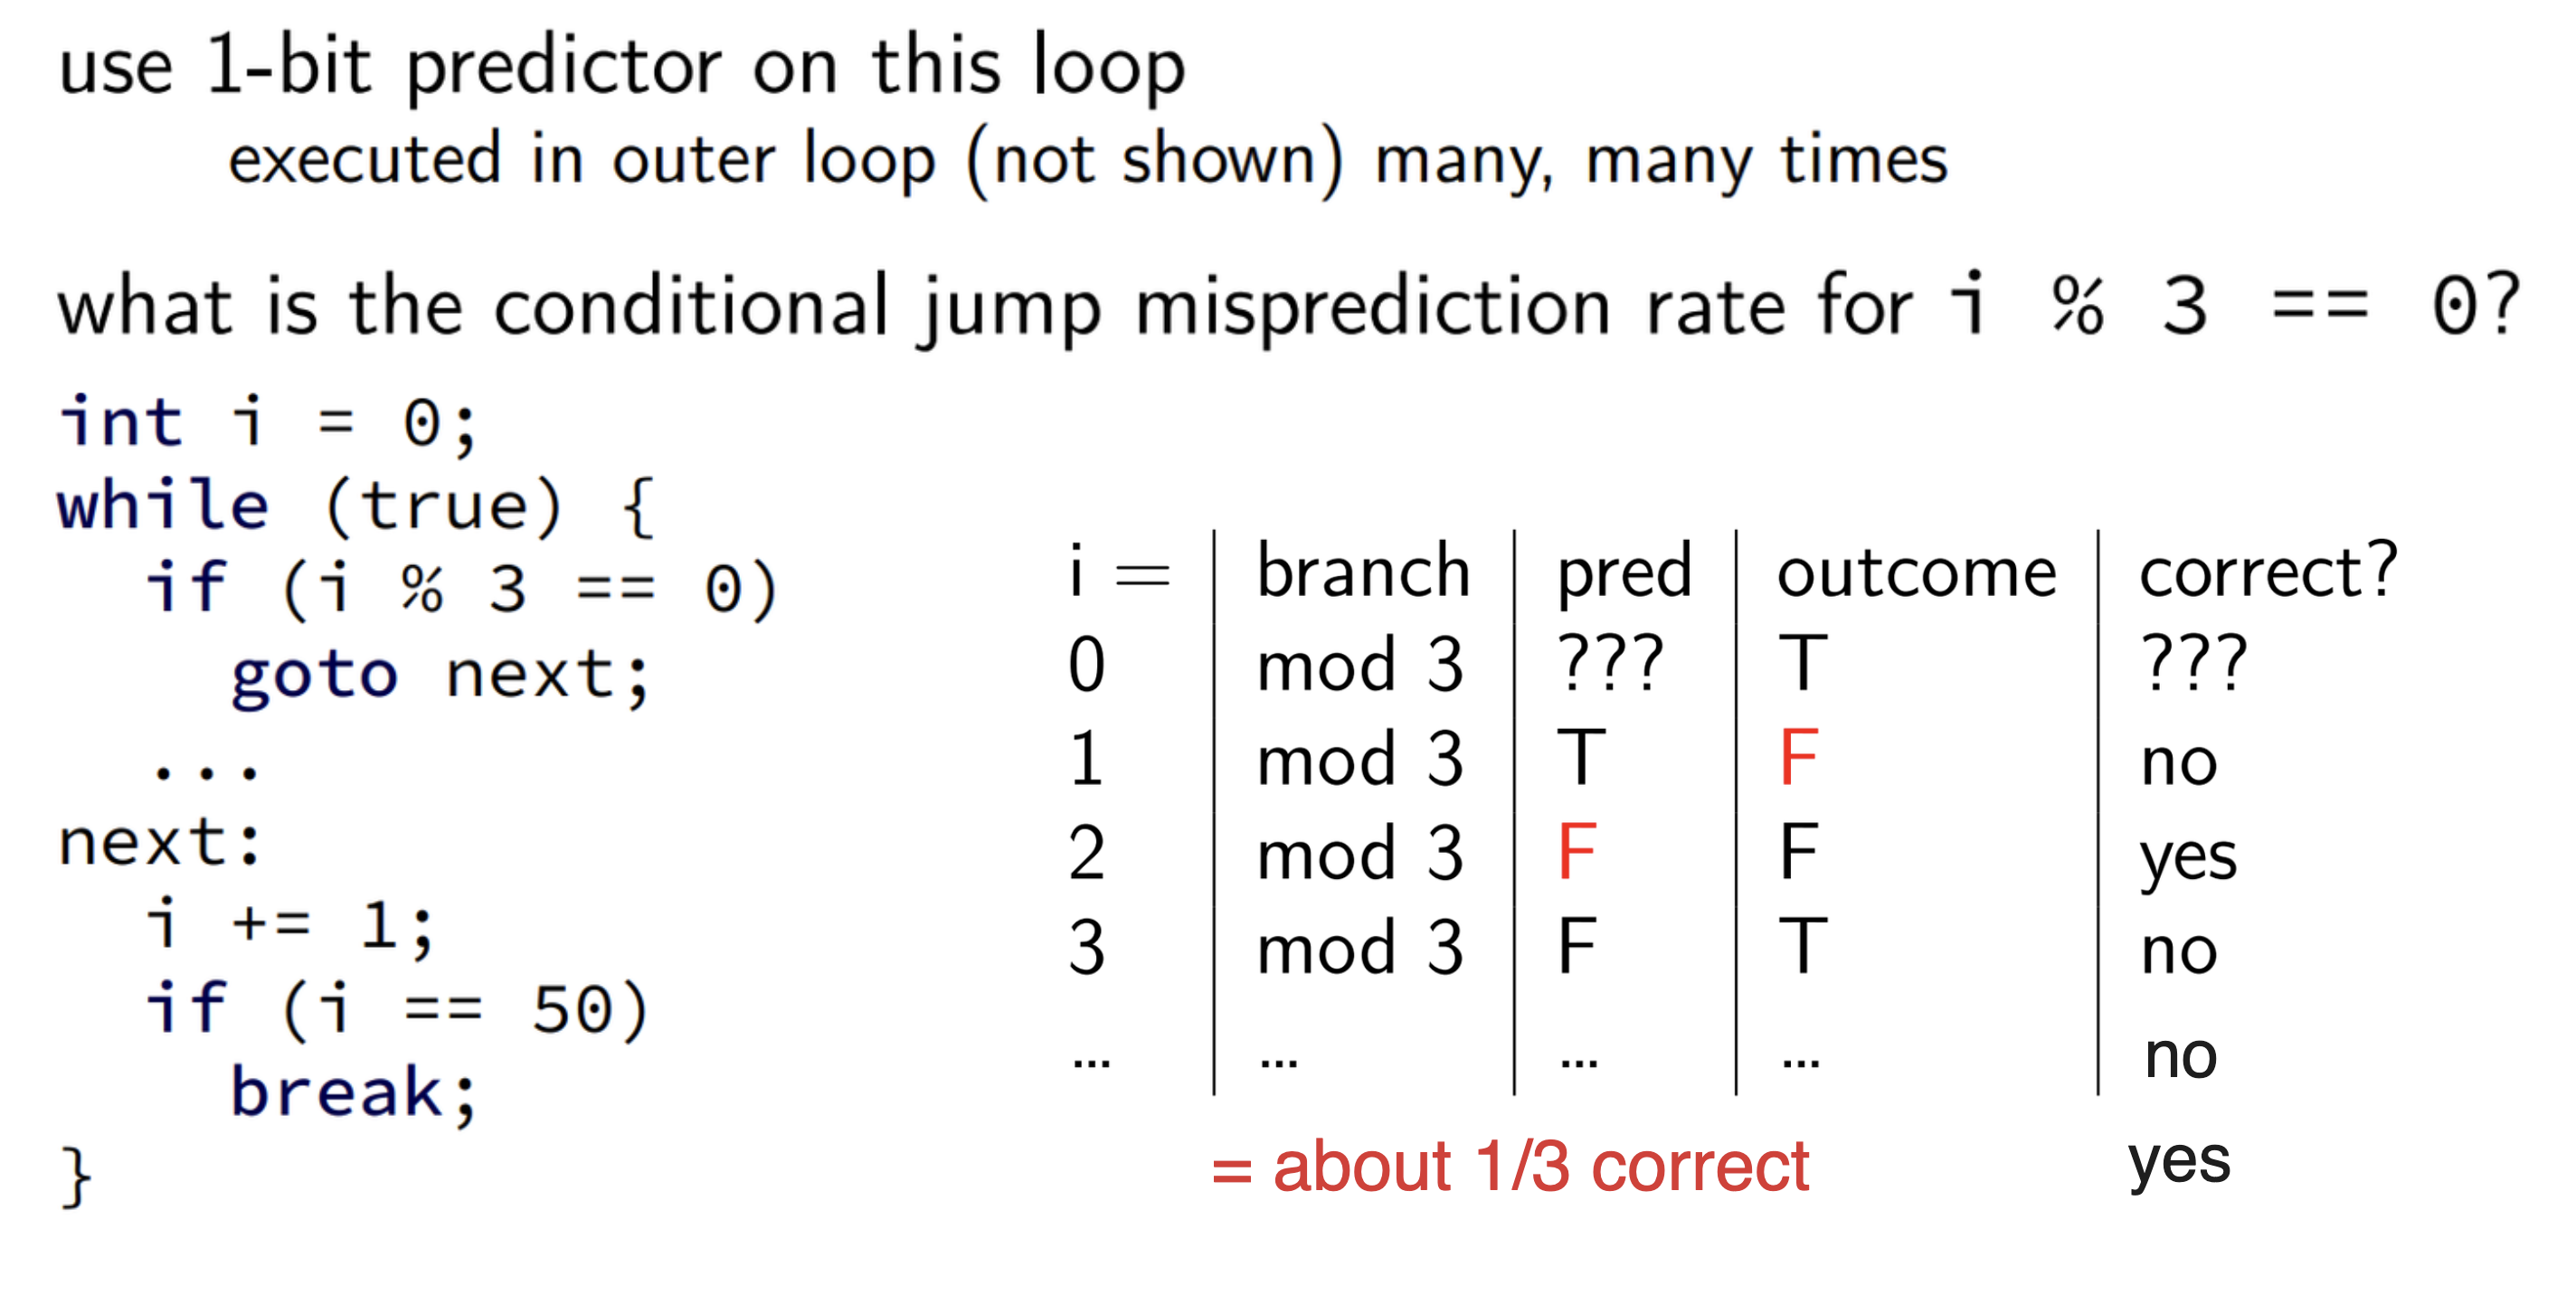 use 1-bit predictor on this loop
executed in outer loop (not shown) many, many times
what is the conditional jump misprediction rate for i % 3 == 0?
int i = 0;
while (true) {
if (i % 3 == 0)
goto next;
...
next:
i += 1;
if (i == 50)
break;
}
i = branch pred outcome correct?
0 mod 3 ??? T ???
1 mod 3 T F no
2 mod 3 F F yes
3 mod 3 F T no
... ... ... ... no
= about 1/3 correct yes